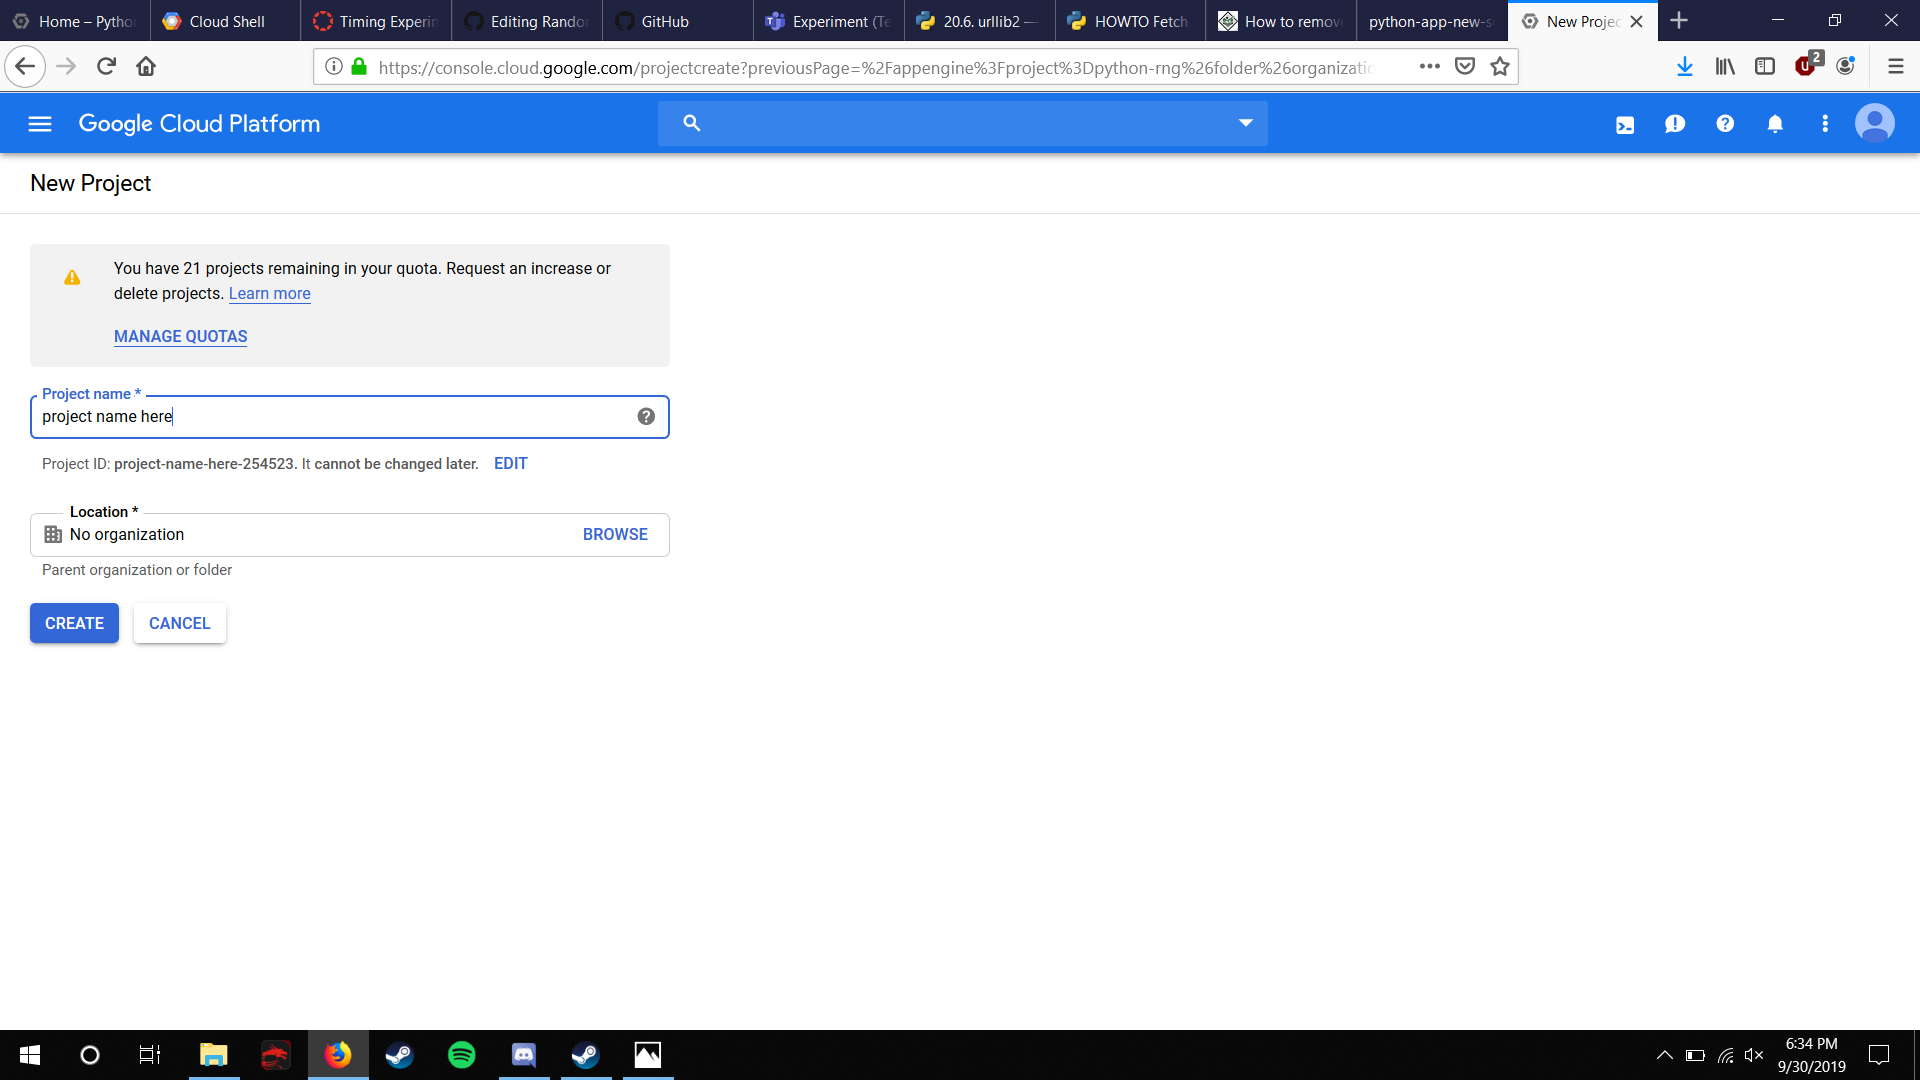 Home – Pytho
Cloud Shell
Timing Experin
Editing Rando
GitHub
Experiment (Te
20.6. urllib2 —
HOWTO Fetch
How to remov
python-app-new-s
New Projec
https://console.cloud.google.com/projectcreate?previousPage=%2Fappengine%3Fproject%3Dpython-rng%26folder%26organizatio
2
Google Cloud Platform
New Project
You have 21 projects remaining in your quota. Request an increase or
delete projects. Learn more
MANAGE QUOTAS
Project name *
project name here
Project ID: project-name-here-254523. It cannot be changed later. EDIT
Location *
No organization
BROWSE
Parent organization or folder
CREATE
CANCEL
6:34 PM
9/30/2019